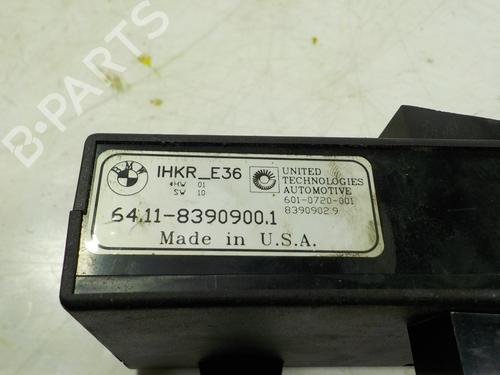 BMW
IHKR_E36
HW 01
SW 10
UNITED
TECHNOLOGIES
AUTOMOTIVE
601-0720-001
8390902.9
64.11-8390900.1
Made in U.S.A.
B-PARTS